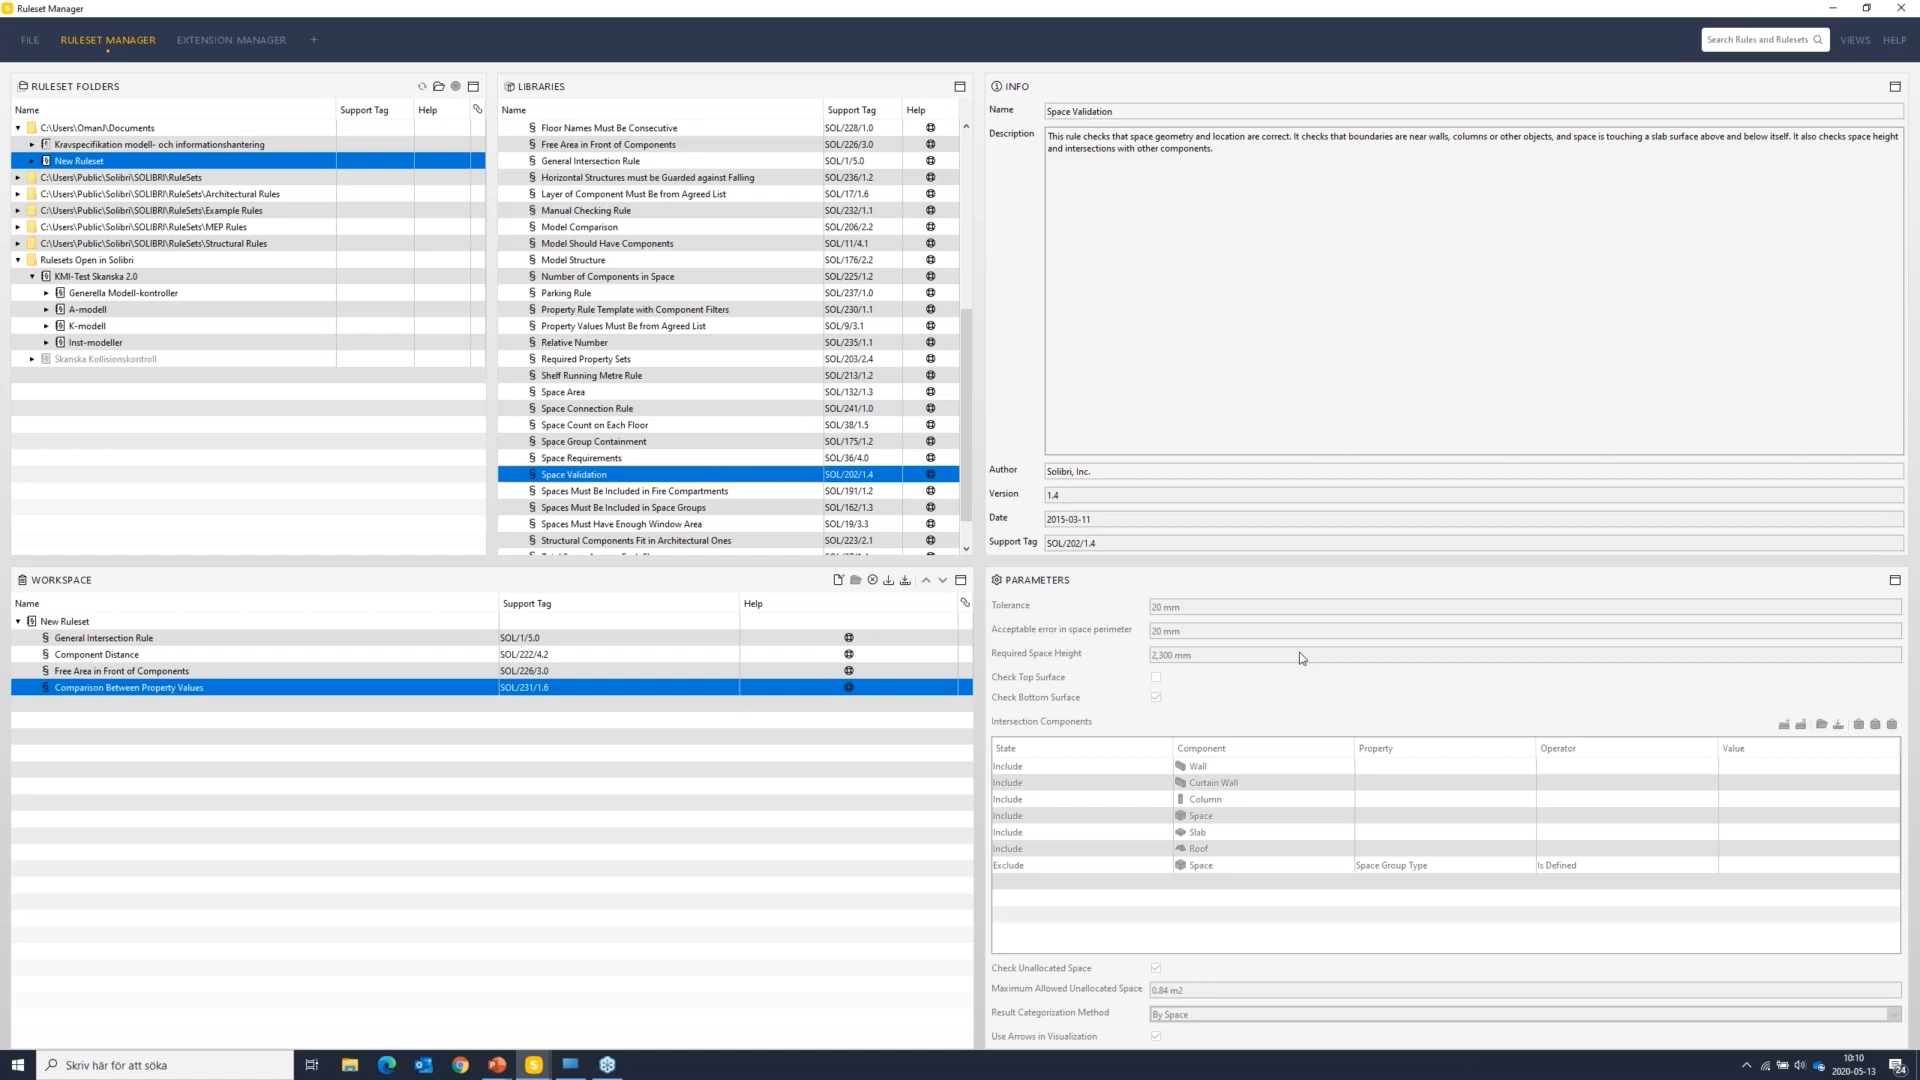 Ruleset Manager
FILE RULESET MANAGER EXTENSION MANAGER +
Search Rules and Rulesets VIEWS HELP
RULESET FOLDERS
Name Support Tag Help
C:\Users\OmanJ\Documents
Kravspecifikation modell- och informationshantering
New Ruleset
C:\Users\Public\Solibri\SOLIBRI\RuleSets
C:\Users\Public\Solibri\SOLIBRI\RuleSets\Architectural Rules
C:\Users\Public\Solibri\SOLIBRI\RuleSets\Example Rules
C:\Users\Public\Solibri\SOLIBRI\RuleSets\MEP Rules
C:\Users\Public\Solibri\SOLIBRI\RuleSets\Structural Rules
Rulesets Open in Solibri
KMI-Test Skanska 2.0
Generella Modell-kontroller
A-modell
K-modell
Inst-modeller
Skanska Kollisionskontroll
LIBRARIES
Name Support Tag Help
§ Floor Names Must Be Consecutive SOL/228/1.0
§ Free Area in Front of Components SOL/226/3.0
§ General Intersection Rule SOL/1/5.0
§ Horizontal Structures must be Guarded against Falling SOL/236/1.2
§ Layer of Component Must Be from Agreed List SOL/17/1.6
§ Manual Checking Rule SOL/232/1.1
§ Model Comparison SOL/206/2.2
§ Model Should Have Components SOL/11/4.1
§ Model Structure SOL/176/2.2
§ Number of Components in Space SOL/225/1.2
§ Parking Rule SOL/237/1.0
§ Property Rule Template with Component Filters SOL/230/1.1
§ Property Values Must Be from Agreed List SOL/9/3.1
§ Relative Number SOL/235/1.1
§ Required Property Sets SOL/203/2.4
§ Shelf Running Metre Rule SOL/213/1.2
§ Space Area SOL/132/1.3
§ Space Connection Rule SOL/241/1.0
§ Space Count on Each Floor SOL/38/1.5
§ Space Group Containment SOL/175/1.2
§ Space Requirements SOL/36/4.0
§ Space Validation SOL/202/1.4
§ Spaces Must Be Included in Fire Compartments SOL/191/1.2
§ Spaces Must Be Included in Space Groups SOL/162/1.3
§ Spaces Must Have Enough Window Area SOL/19/3.3
§ Structural Components Fit in Architectural Ones SOL/223/2.1
INFO
Name Space Validation
Description This rule checks that space geometry and location are correct. It checks that boundaries are near walls, columns or other objects, and space is touching a slab surface above and below itself. It also checks space height
and intersections with other components.
Author Solibri, Inc.
Version 1.4
Date 2015-03-11
Support Tag SOL/202/1.4
WORKSPACE
Name Support Tag Help
New Ruleset
§ General Intersection Rule SOL/1/5.0
§ Component Distance SOL/222/4.2
§ Free Area in Front of Components SOL/226/3.0
§ Comparison Between Property Values SOL/231/1.6
PARAMETERS
Tolerance 20 mm
Acceptable error in space perimeter 20 mm
Required Space Height 2,300 mm
Check Top Surface
Check Bottom Surface
Intersection Components
State Component Property Operator Value
Include Wall
Include Curtain Wall
Include Column
Include Space
Include Slab
Include Roof
Exclude Space Space Group Type Is Defined
Check Unallocated Space
Maximum Allowed Unallocated Space 0.84 m2
Result Categorization Method By Space
Use Arrows in Visualization
Skriv här för att söka
10:10
2020-05-13
24